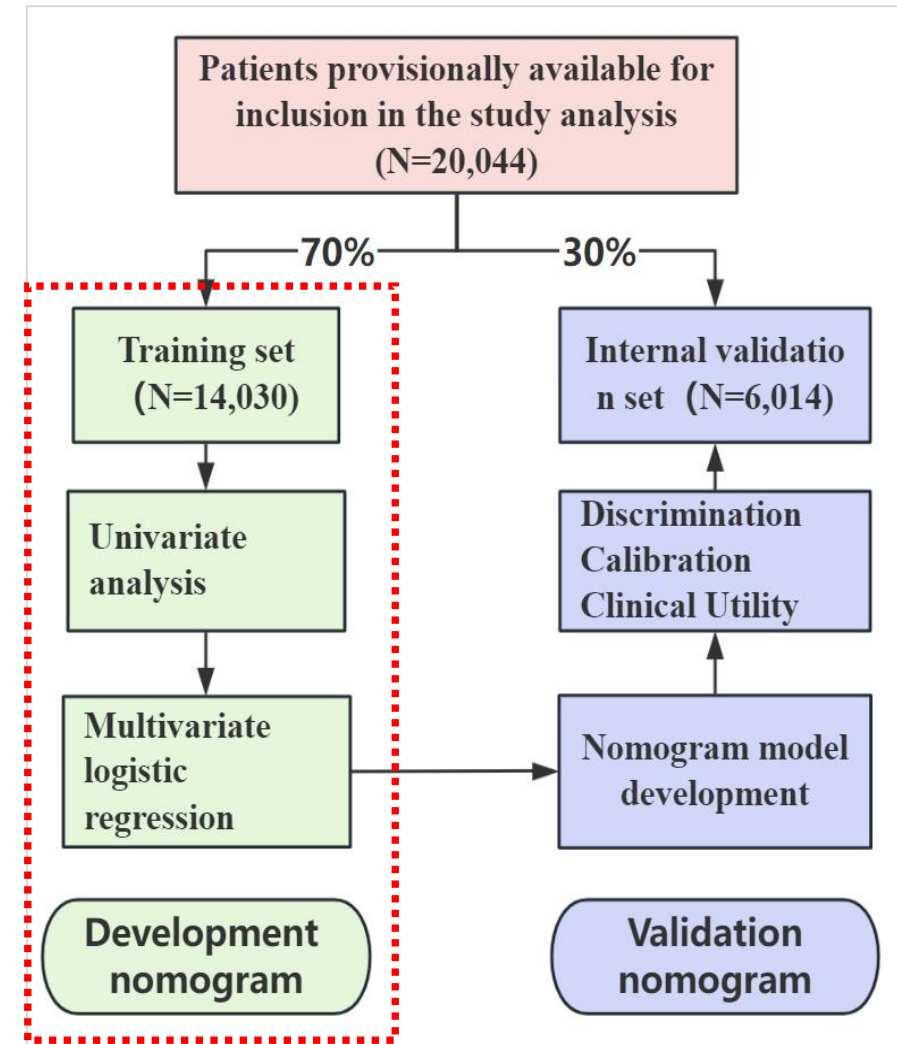 Patients provisionally available for
inclusion in the study analysis
(N=20,044)
70%
30%
Training set
(N=14,030)
Internal validatio
n set (N=6,014)
Univariate
analysis
Discrimination
Calibration
Clinical Utility
Multivariate
logistic
regression
Nomogram model
development
Development
nomogram
Validation
nomogram